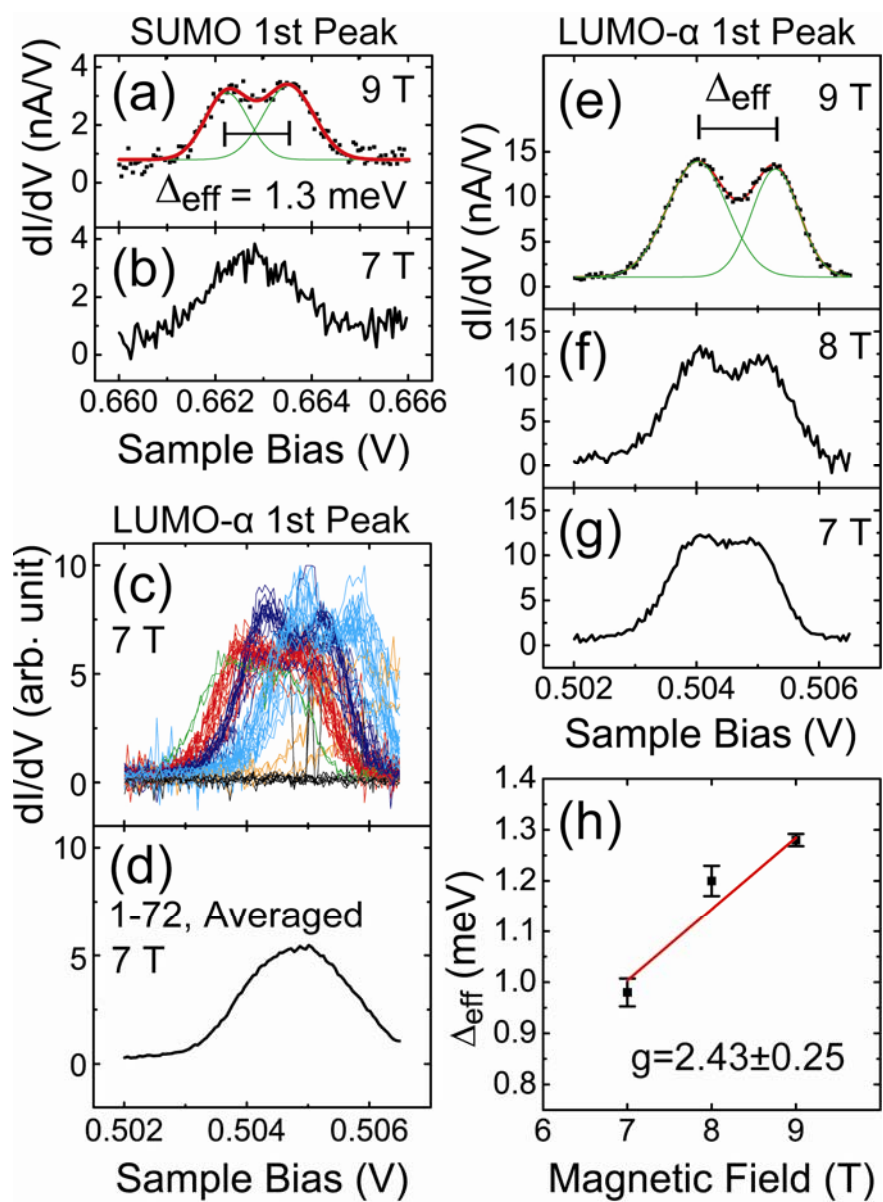 SUMO 1st Peak
(a)
9 T
Δeff = 1.3 meV
4
2
0
dI/dV (nA/V)
(b)
7 T
4
2
0
0.660 0.662 0.664 0.666
Sample Bias (V)
LUMO-α 1st Peak
(c)
7 T
10
5
0
dI/dV (arb. unit)
(d)
1-72, Averaged
7 T
10
5
0
0.502 0.504 0.506
Sample Bias (V)
LUMO-α 1st Peak
(e)
9 T
Δeff
15
10
5
0
dI/dV (nA/V)
(f)
8 T
15
10
5
0
(g)
7 T
15
10
5
0
0.502 0.504 0.506
Sample Bias (V)
(h)
1.4
1.3
1.2
1.1
1.0
0.9
0.8
Δeff (meV)
g=2.43±0.25
6 7 8 9
Magnetic Field (T)